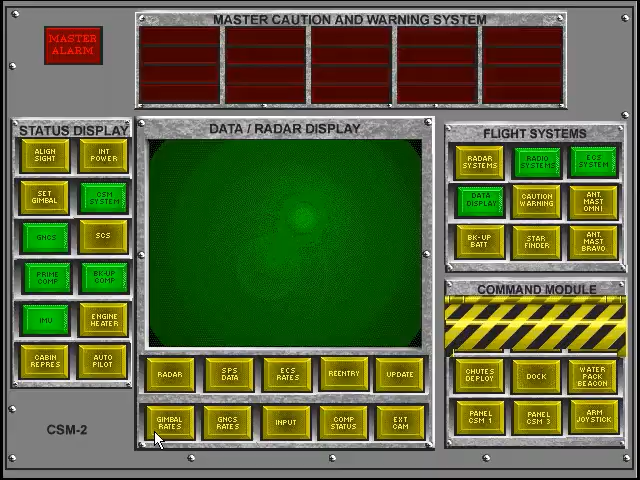 MASTER CAUTION AND WARNING SYSTEM
MASTER
ALARM
STATUS DISPLAY
ALIGN
SIGHT
INT
POWER
SET
GIMBAL
CSM
SYSTEM
GNCS
SCS
PRIME
COMP
BK-UP
COMP
IMU
ENGINE
HEATER
CABIN
REPRES
AUTO
PILOT
CSM-2
DATA / RADAR DISPLAY
RADAR
SPS
DATA
ECS
RATES
REENTRY
UPDATE
GIMBAL
RATES
GNCS
RATES
INPUT
COMP
STATUS
EXT
CAM
FLIGHT SYSTEMS
RADAR
SYSTEMS
RADIO
SYSTEMS
ECS
SYSTEM
DATA
DISPLAY
CAUTION
WARNING
ANT.
MAST
OMNI
BK-UP
BATT
STAR
FINDER
ANT.
MAST
BRAVO
COMMAND MODULE
CHUTES
DEPLOY
DOCK
WATER
PACK
BEACON
PANEL
CSM 1
PANEL
CSM 3
ARM
JOYSTICK